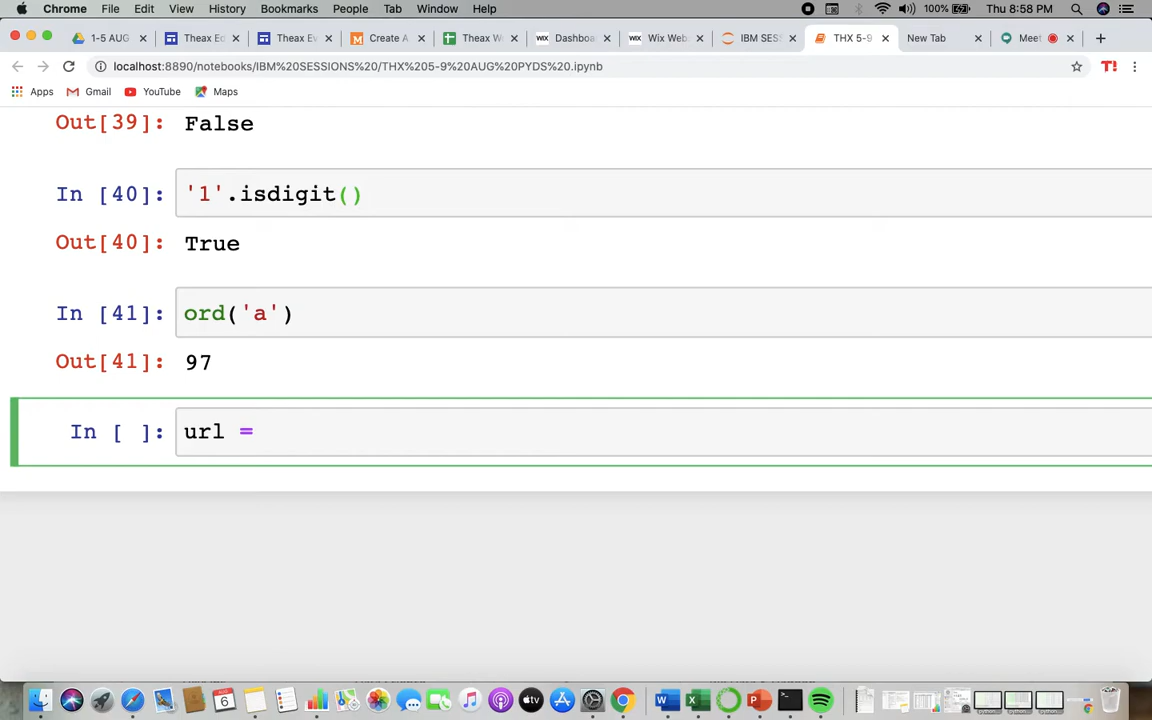 Chrome File Edit View History Bookmarks People Tab Window Help 100% Thu 8:58 PM
1-5 AUG Theax Ed Theax Ev Create A Theax W Dashboa Wix Web IBM SES THX 5-9 New Tab Meet
localhost:8890/notebooks/IBM%20SESSIONS%20/THX%205-9%20AUG%20PYDS%20.ipynb T!
Apps Gmail YouTube Maps
Out[39]: False
In [40]: '1'.isdigit()
Out[40]: True
In [41]: ord('a')
Out[41]: 97
In [ ]: url =